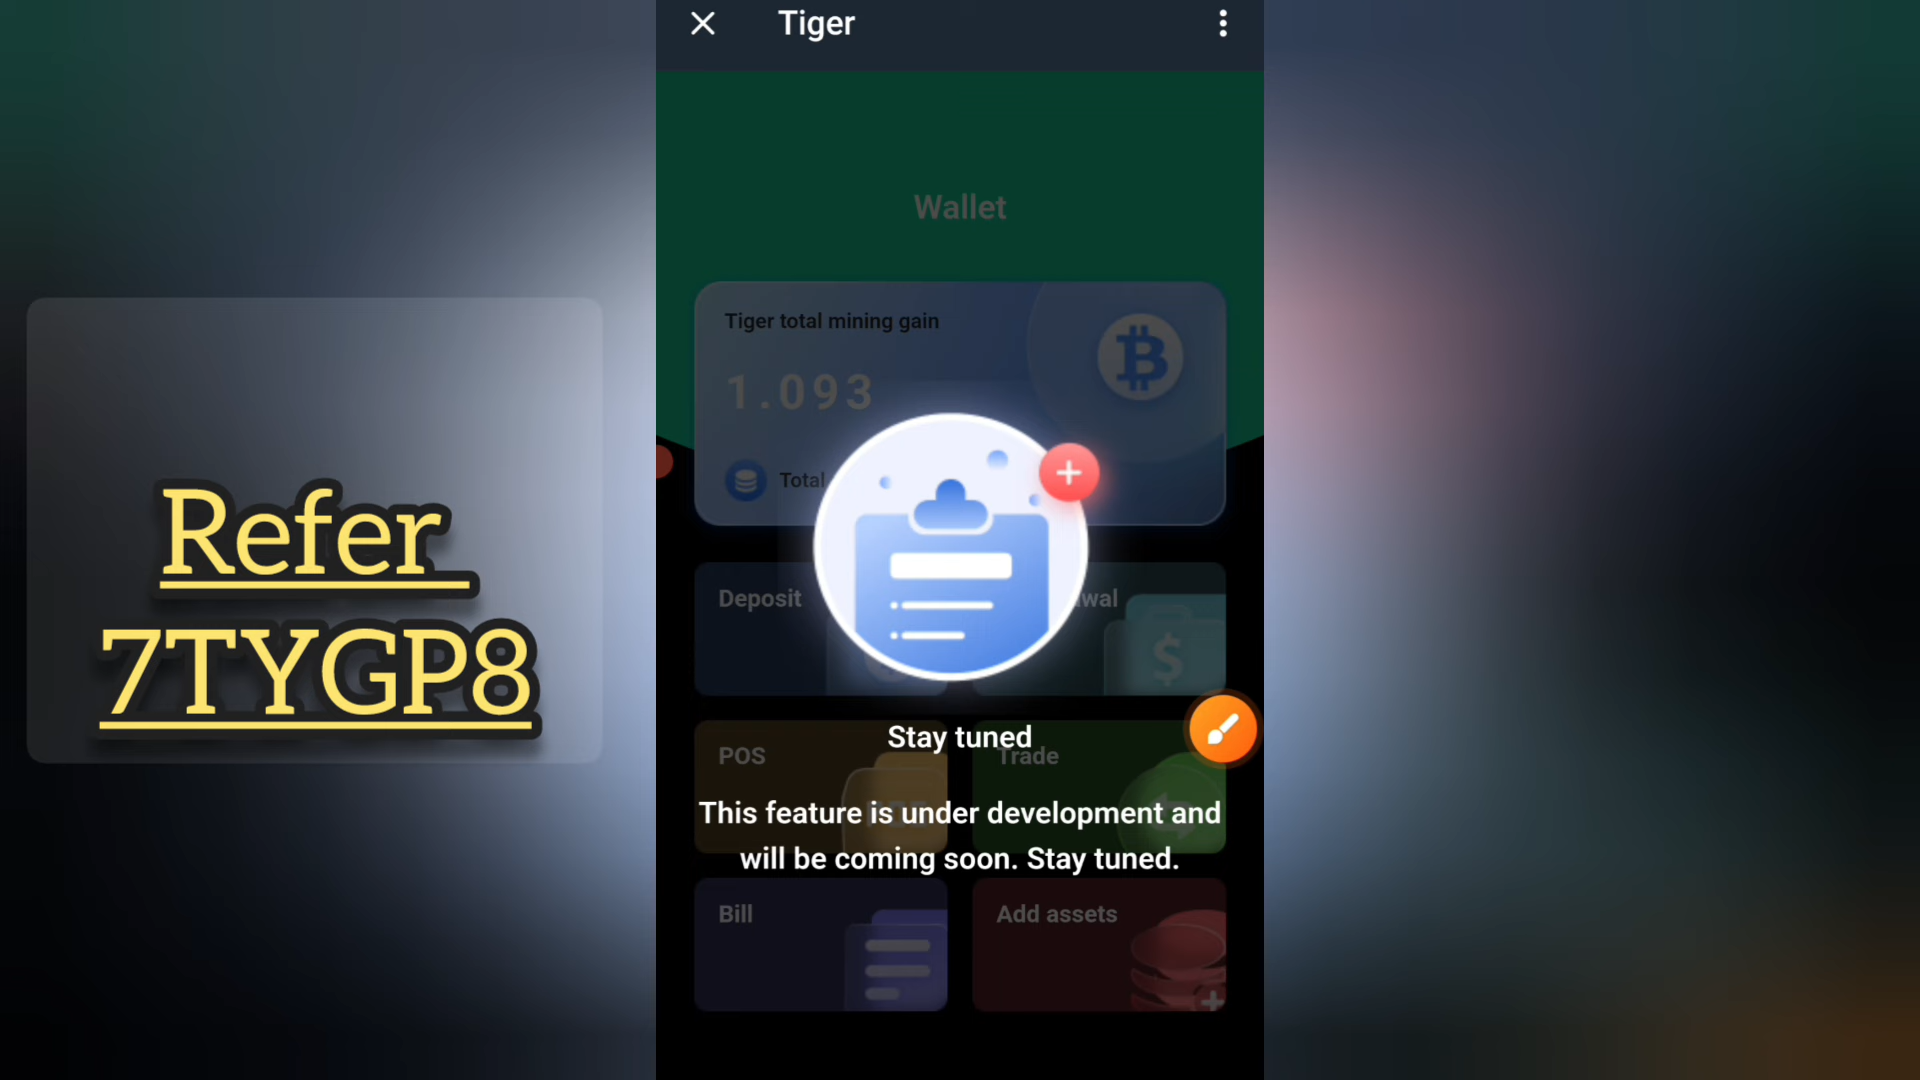 Tiger
Wallet
Tiger total mining gain
1.093
Total
Refer
7TYGP8
Deposit
Stay tuned
POS
Trade
This feature is under development and
will be coming soon. Stay tuned.
Bill
Add assets